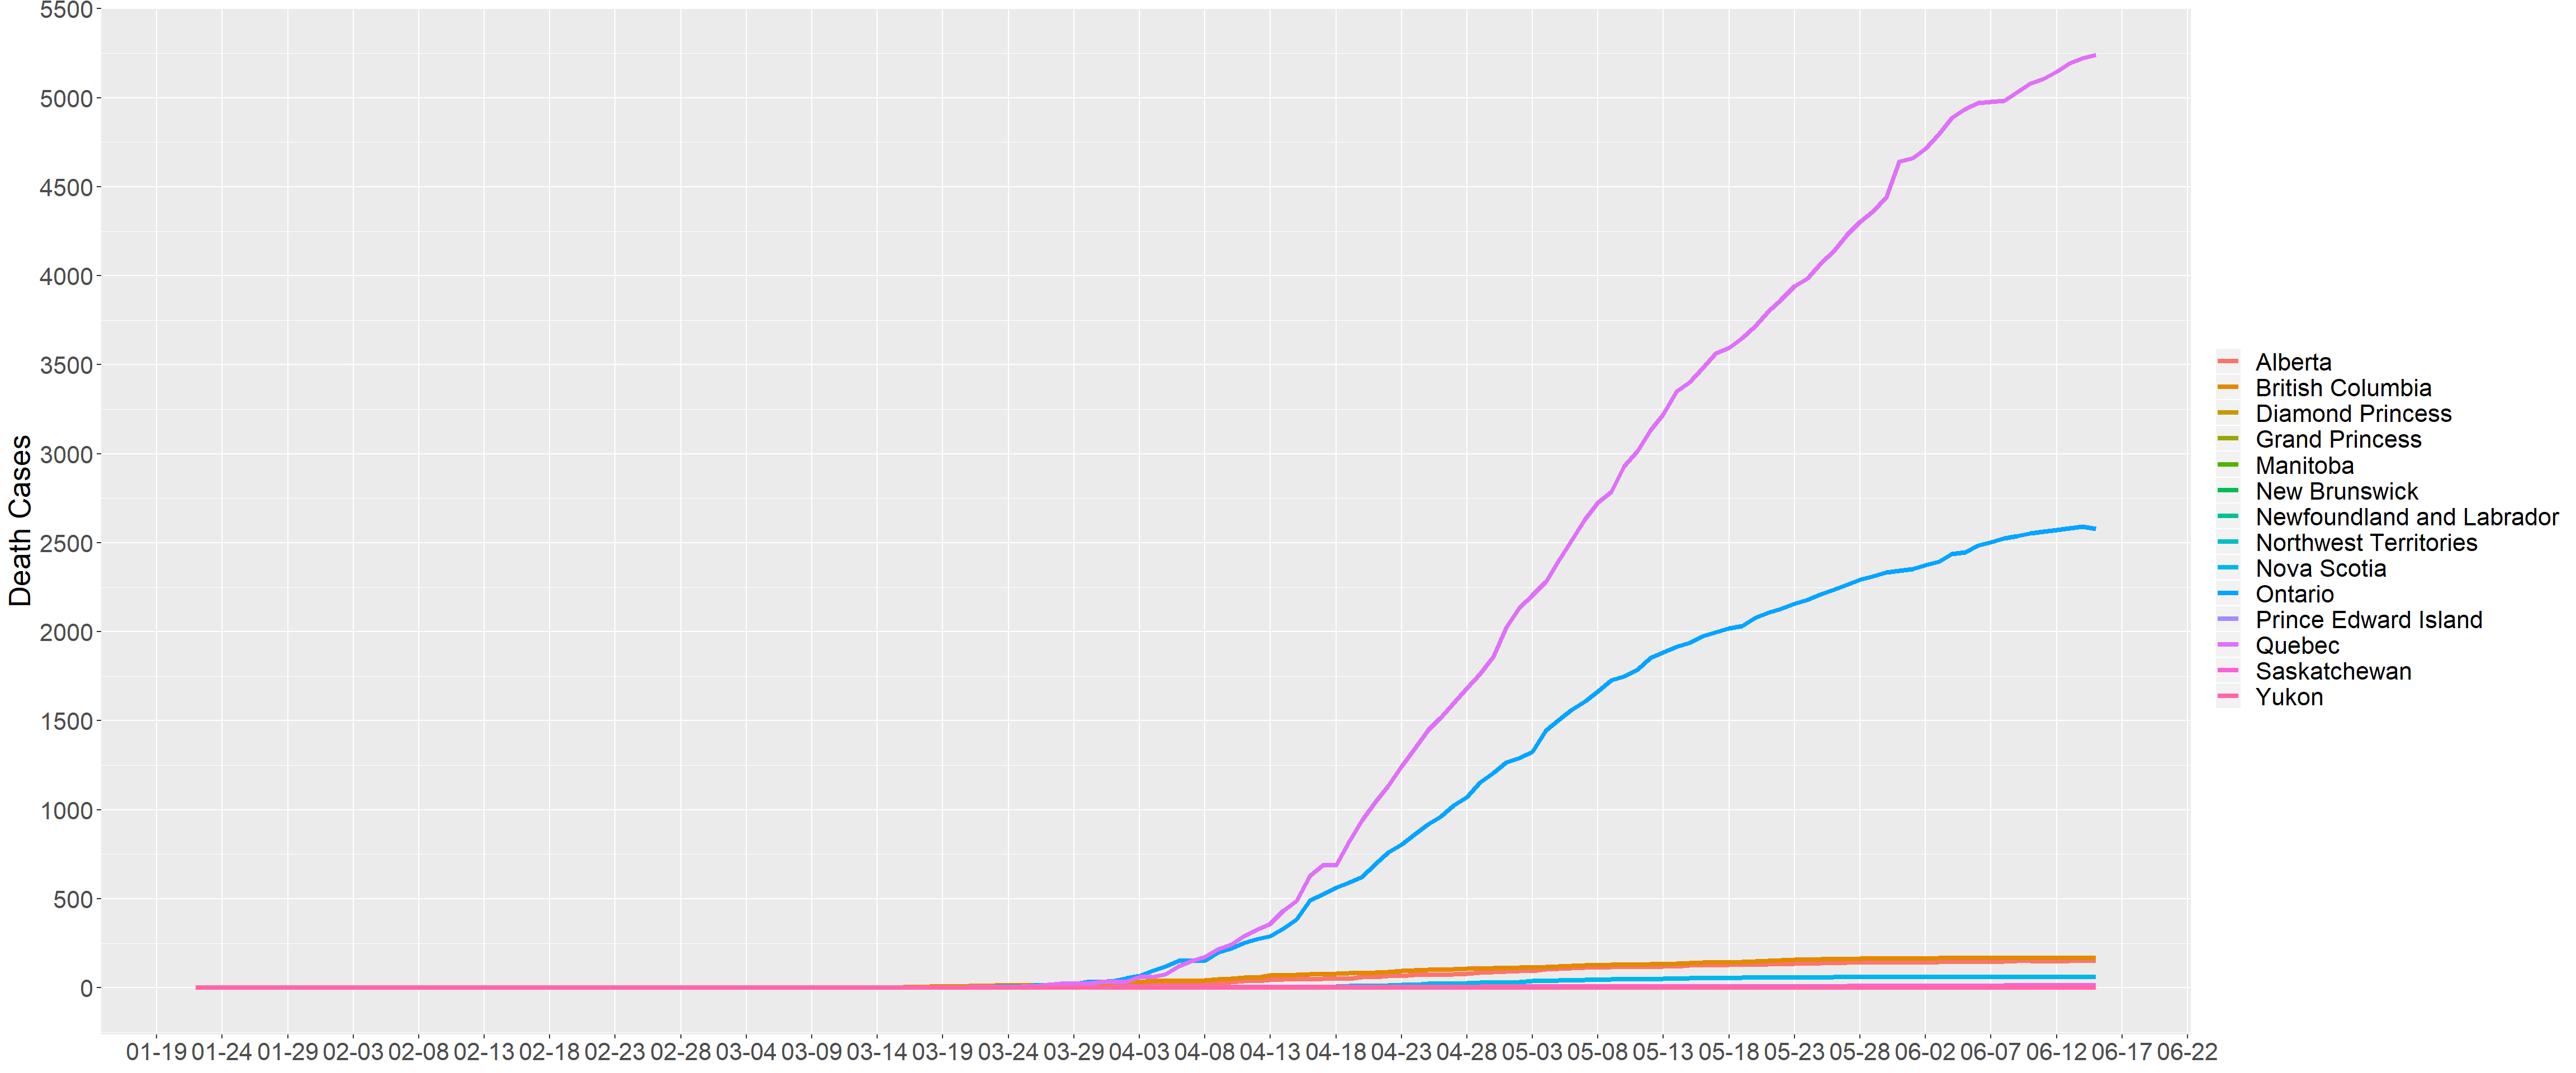 5500
5000
4500
4000
3500
3000
2500
2000
1500
1000
500
0
Death Cases
01-19 01-24 01-29 02-03 02-08 02-13 02-18 02-23 02-28 03-04 03-09 03-14 03-19 03-24 03-29 04-03 04-08 04-13 04-18 04-23 04-28 05-03 05-08 05-13 05-18 05-23 05-28 06-02 06-07 06-12 06-17 06-22
Alberta
British Columbia
Diamond Princess
Grand Princess
Manitoba
New Brunswick
Newfoundland and Labrador
Northwest Territories
Nova Scotia
Ontario
Prince Edward Island
Quebec
Saskatchewan
Yukon